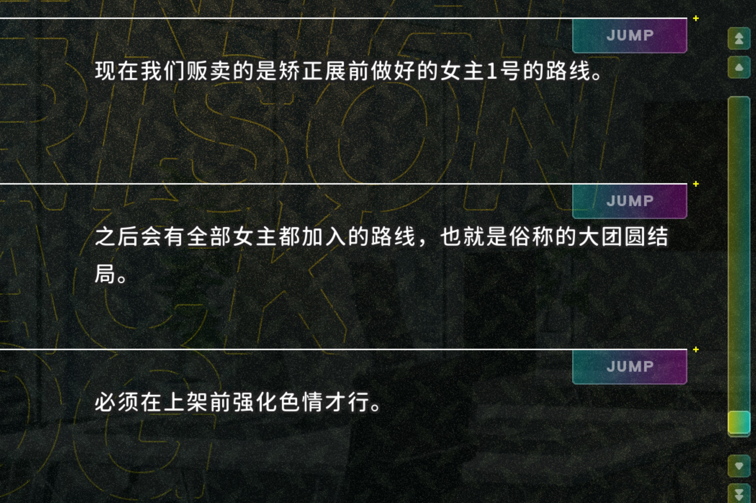 JUMP
现在我们贩卖的是矫正展前做好的女主1号的路线。
JUMP
之后会有全部女主都加入的路线，也就是俗称的大团圆结
局。
JUMP
必须在上架前强化色情才行。